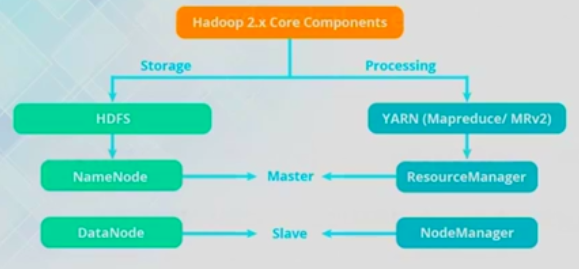 Hadoop 2.x Core Components
Storage
Processing
HDFS
YARN (Mapreduce/ MRv2)
NameNode
Master
ResourceManager
DataNode
Slave
NodeManager